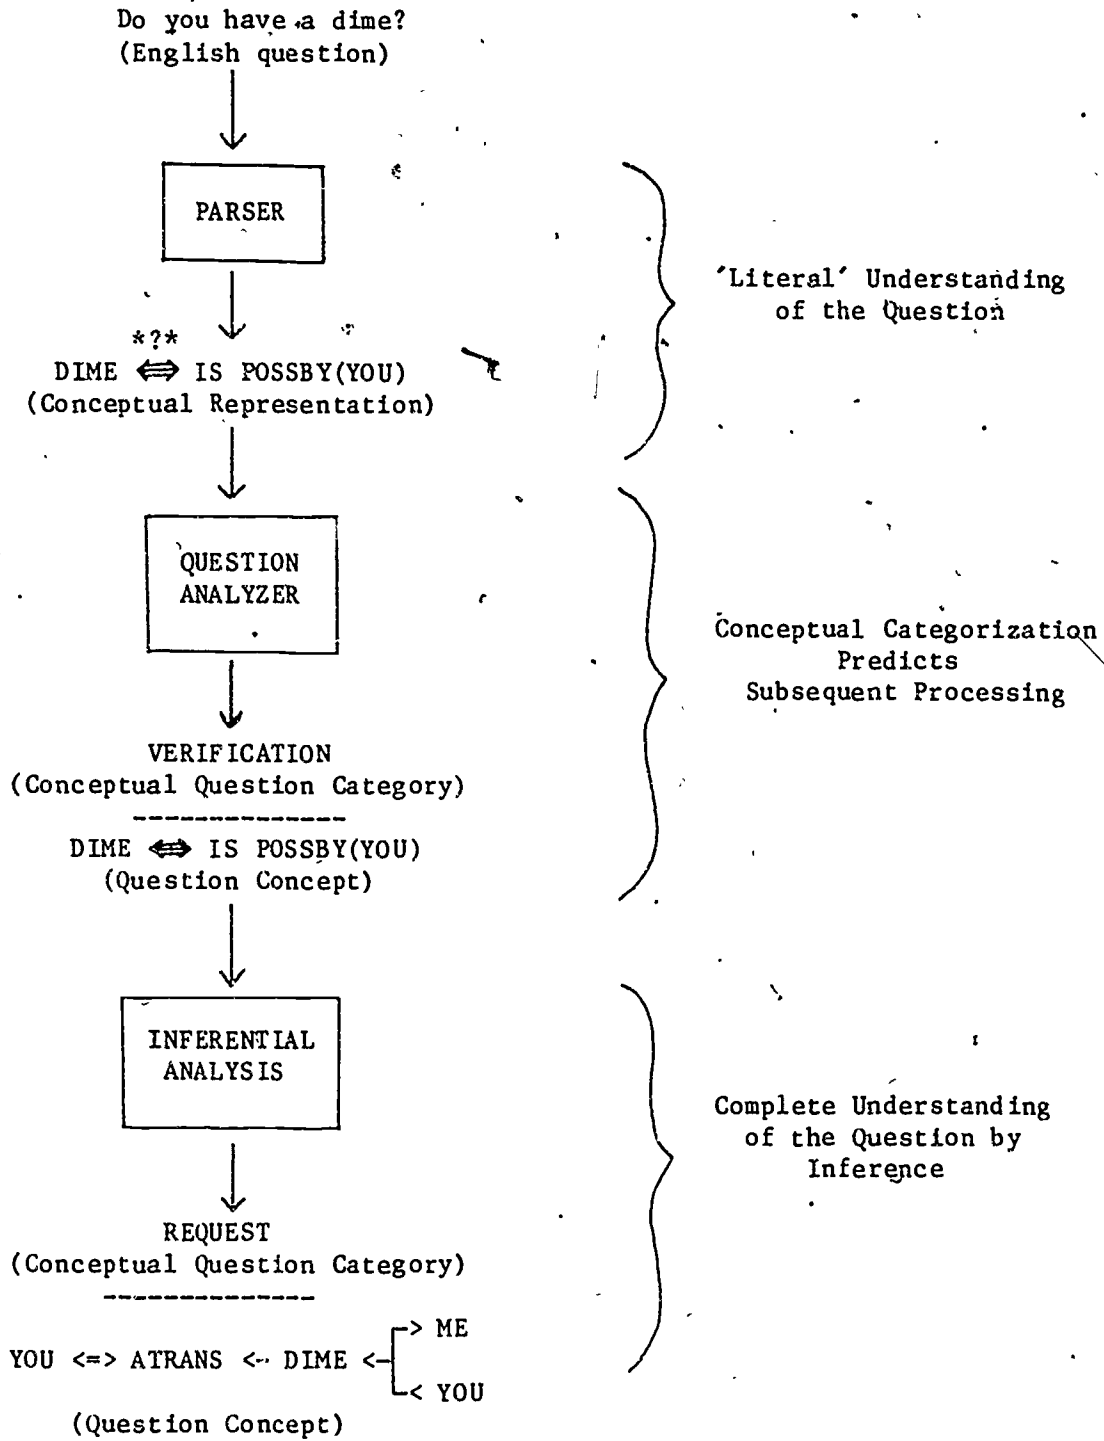 Do you have a dime?
(English question)
PARSER
'Literal' Understanding
of the Question
*?*
DIME <=> IS POSSBY(YOU)
(Conceptual Representation)
QUESTION
ANALYZER
Conceptual Categorization
Predicts
Subsequent Processing
VERIFICATION
(Conceptual Question Category)
--------------
DIME <=> IS POSSBY(YOU)
(Question Concept)
INFERENTIAL
ANALYSIS
Complete Understanding
of the Question by
Inference
REQUEST
(Conceptual Question Category)
--------------
> ME
YOU <=> ATRANS <-- DIME <-
< YOU
(Question Concept)